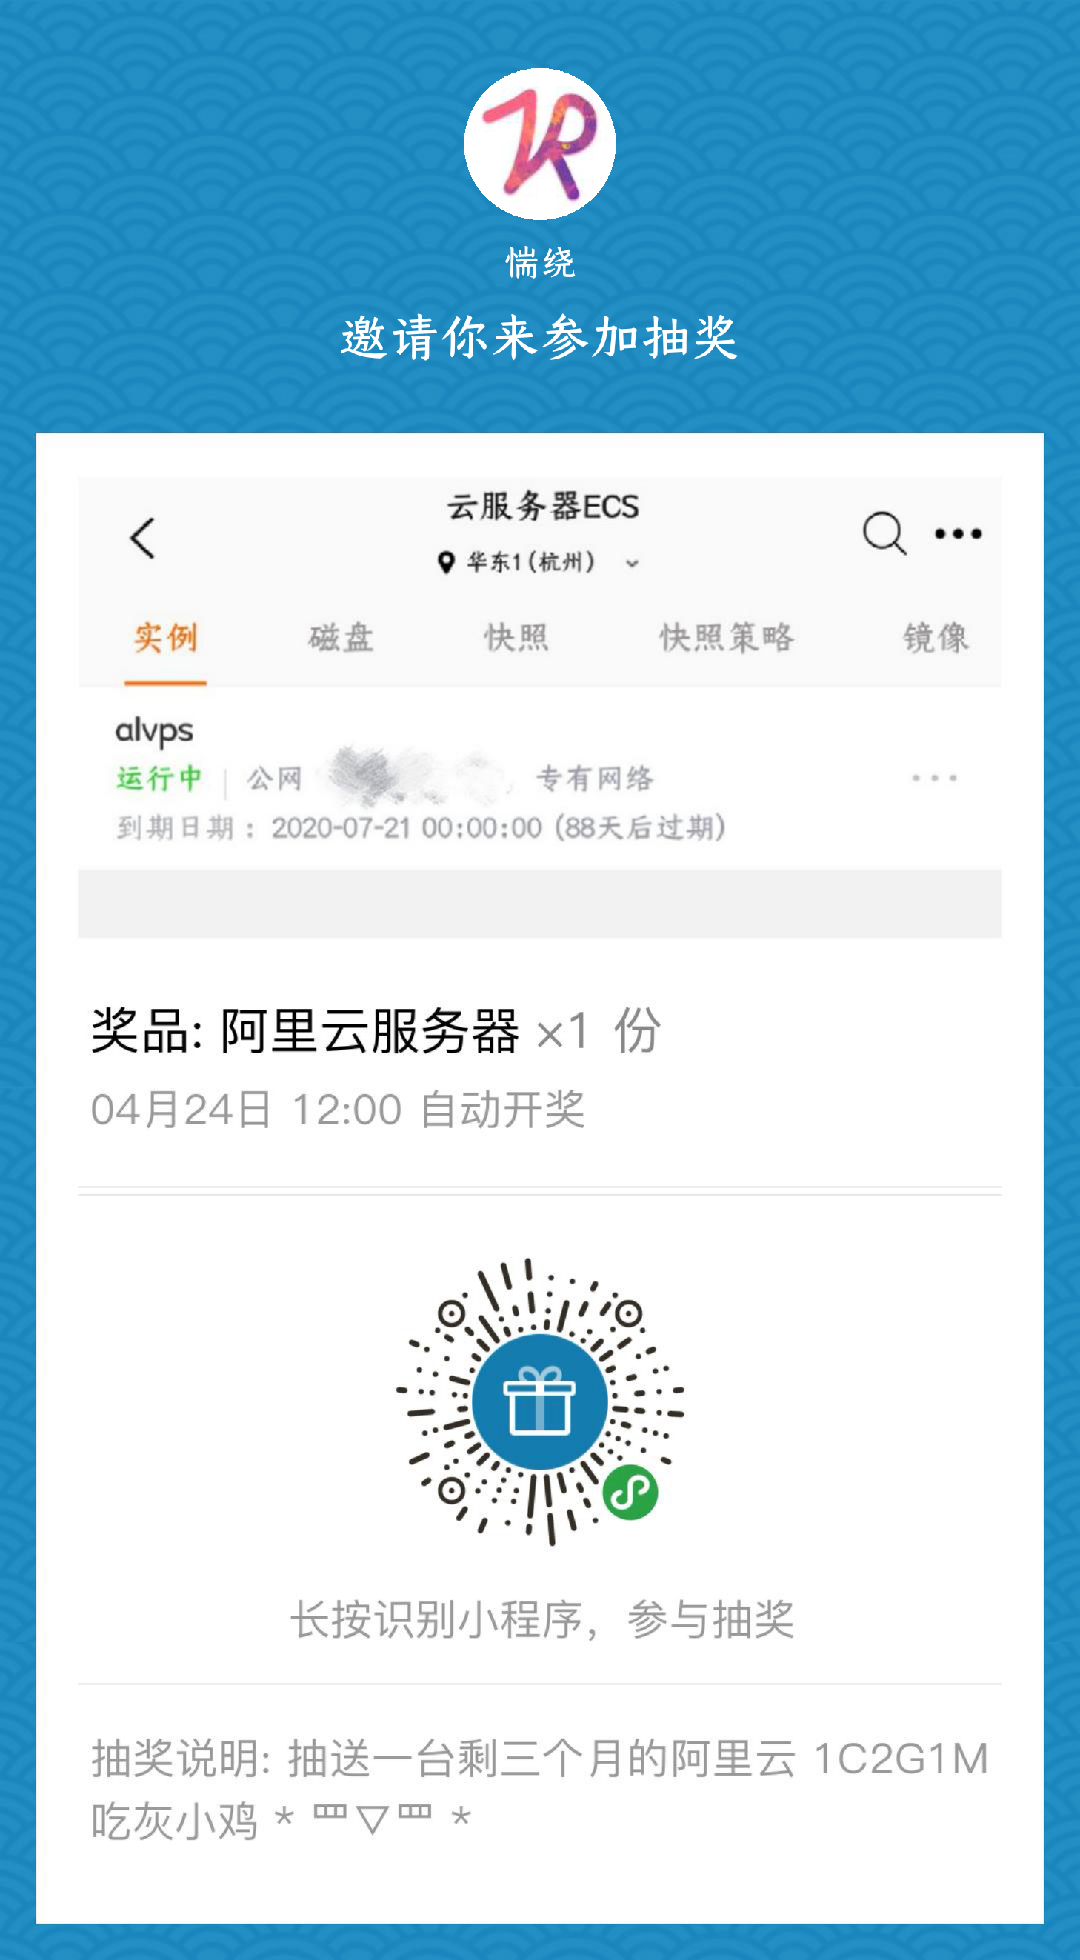 惴绕
邀请你来参加抽奖
云服务器ECS
华东1(杭州)
实例 磁盘 快照 快照策略 镜像
alvps
运行中 | 公网 专有网络
到期日期：2020-07-21 00:00:00 (88天后过期)
奖品: 阿里云服务器 ×1 份
04月24日 12:00 自动开奖
长按识别小程序，参与抽奖
抽奖说明: 抽送一台剩三个月的阿里云 1C2G1M
吃灰小鸡 * 罒▽罒 *